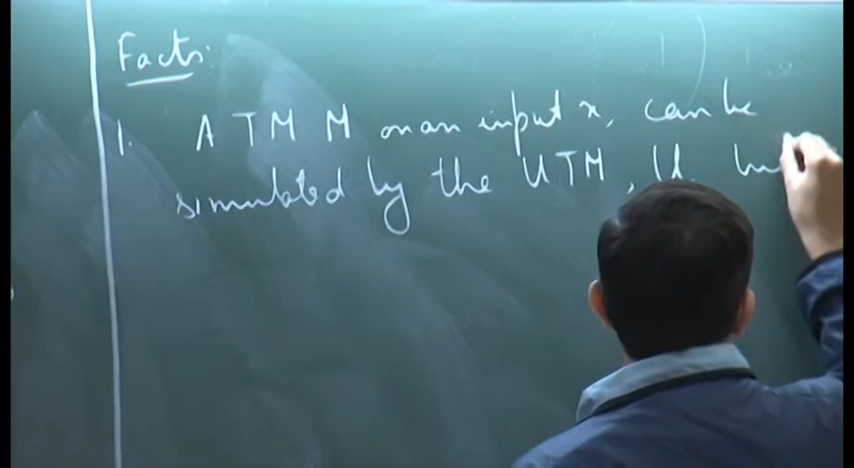 Facts:
1. A TM M on an input x, can be
simulated by the UTM, U.